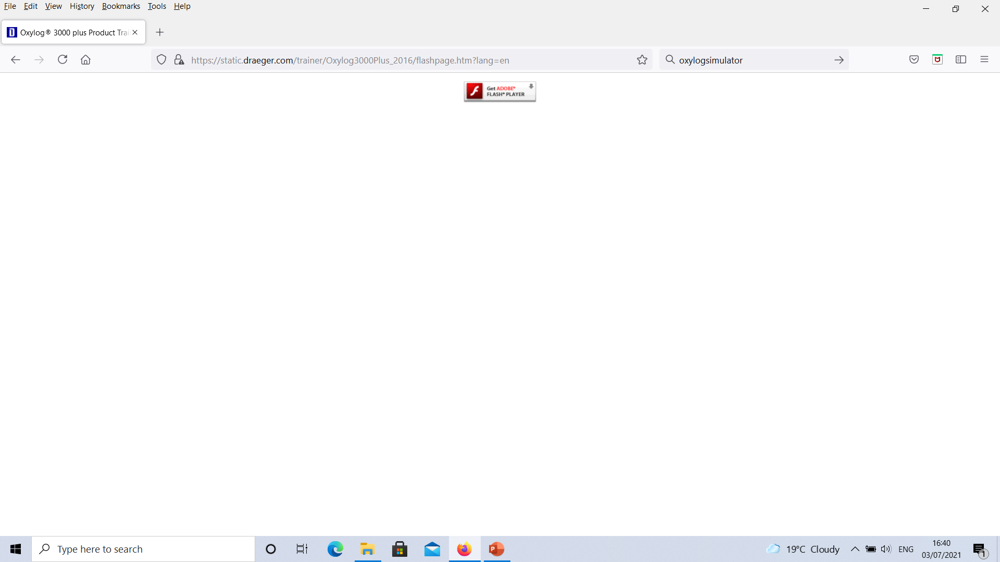 File Edit View History Bookmarks Tools Help
Oxylog® 3000 plus Product Trai
https://static.draeger.com/trainer/Oxylog3000Plus_2016/flashpage.htm?lang=en
oxylogsimulator
Get ADOBE®
FLASH® PLAYER
Type here to search
19°C Cloudy
ENG
16:40
03/07/2021
1